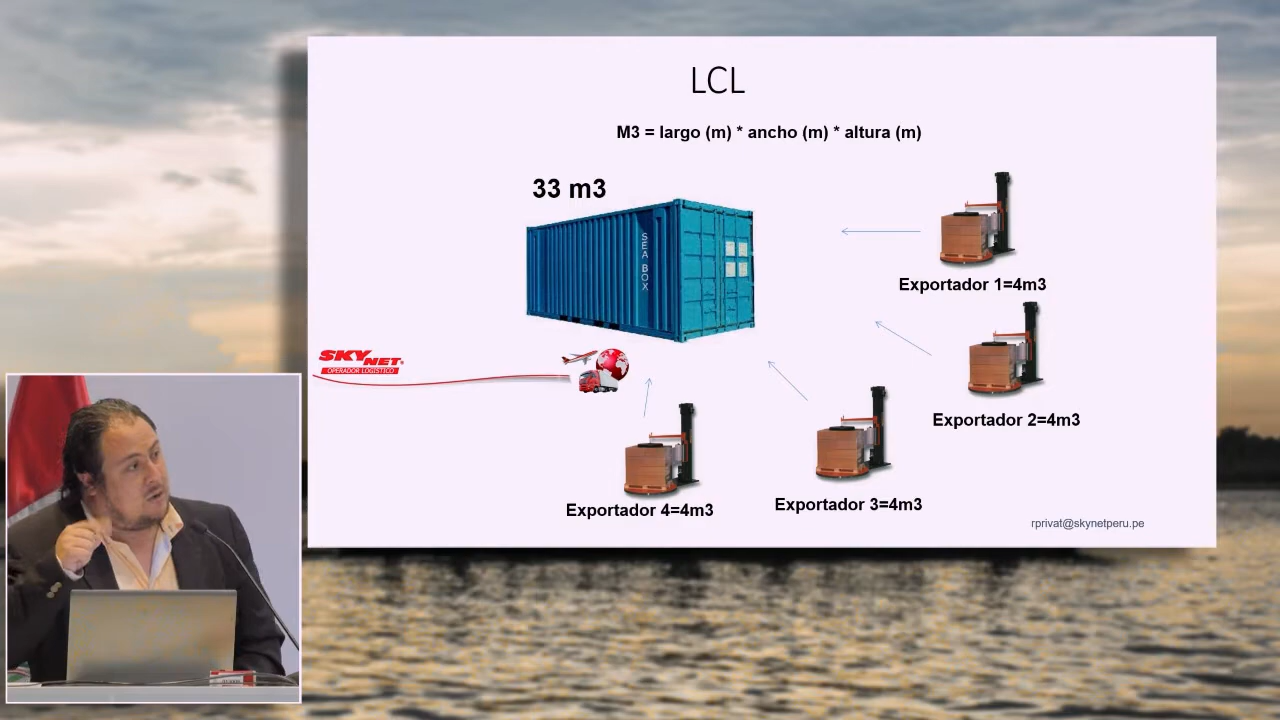 LCL
M3 = largo (m) * ancho (m) * altura (m)
33 m3
SEA BOX
Exportador 1=4m3
Exportador 2=4m3
SKYNET
OPERADOR LOGÍSTICO
Exportador 3=4m3
Exportador 4=4m3
rprivat@skynetperu.pe